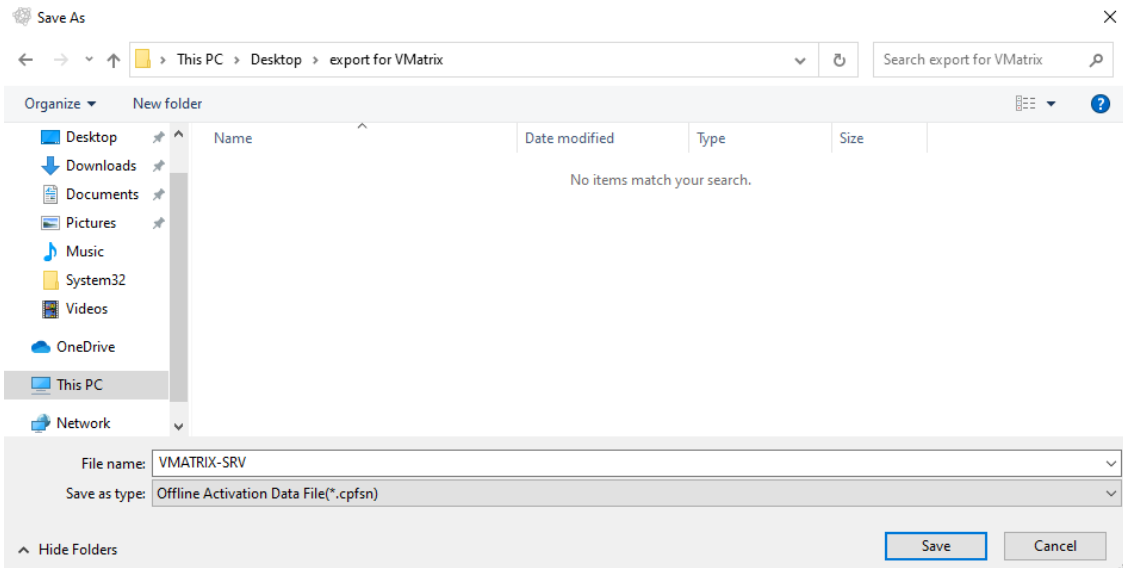 Save As
This PC > Desktop > export for VMatrix
Search export for VMatrix
Organize
New folder
Name
Date modified
Type
Size
No items match your search.
Desktop
Downloads
Documents
Pictures
Music
System32
Videos
OneDrive
This PC
Network
File name: VMATRIX-SRV
Save as type: Offline Activation Data File(*.cpfsn)
Hide Folders
Save
Cancel